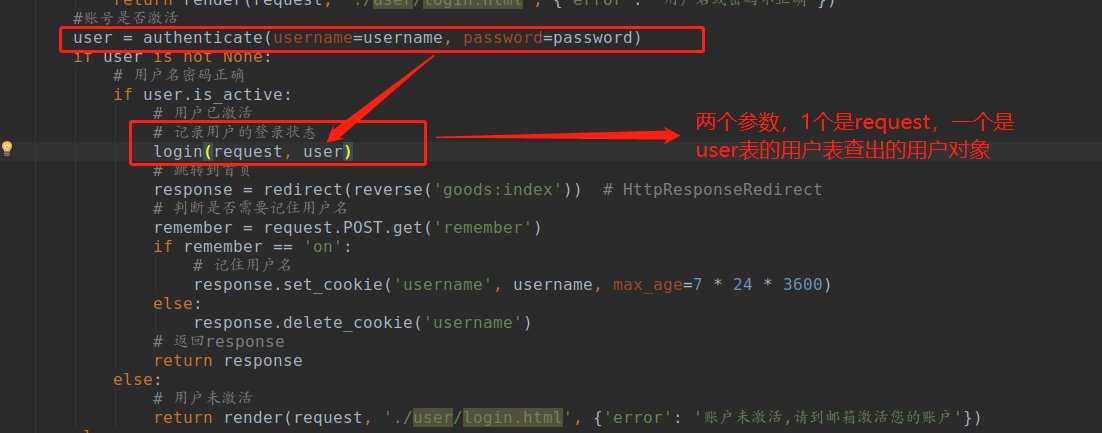 return render(request, './user/login.html', {'error': '用户名或密码不正确'})
#账号是否激活
user = authenticate(username=username, password=password)
if user is not None:
# 用户名密码正确
if user.is_active:
# 用户已激活
# 记录用户的登录状态
login(request, user)
两个参数，1个是request，一个是
user表的用户表查出的用户对象
# 跳转到首页
response = redirect(reverse('goods:index'))  # HttpResponseRedirect
# 判断是否需要记住用户名
remember = request.POST.get('remember')
if remember == 'on':
# 记住用户名
response.set_cookie('username', username, max_age=7 * 24 * 3600)
else:
response.delete_cookie('username')
# 返回response
return response
else:
# 用户未激活
return render(request, './user/login.html', {'error': '账户未激活,请到邮箱激活您的账户'})